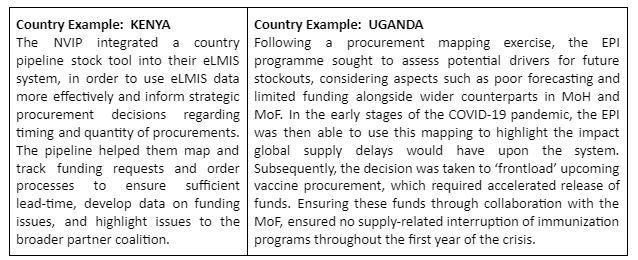 Country Example:  KENYA
The NVIP integrated a country
pipeline stock tool into their eLMIS
system, in order to use eLMIS data
more effectively and inform strategic
procurement decisions regarding
timing and quantity of procurements.
The pipeline helped them map and
track funding requests and order
processes to ensure sufficient
lead-time, develop data on funding
issues, and highlight issues to the
broader partner coalition.
Country Example:  UGANDA
Following a procurement mapping exercise, the EPI
programme sought to assess potential drivers for future
stockouts, considering aspects such as poor forecasting and
limited funding alongside wider counterparts in MoH and
MoF. In the early stages of the COVID-19 pandemic, the EPI
was then able to use this mapping to highlight the impact
global supply delays would have upon the system.
Subsequently, the decision was taken to ‘frontload’ upcoming
vaccine procurement, which required accelerated release of
funds. Ensuring these funds through collaboration with the
MoF, ensured no supply-related interruption of immunization
programs throughout the first year of the crisis.